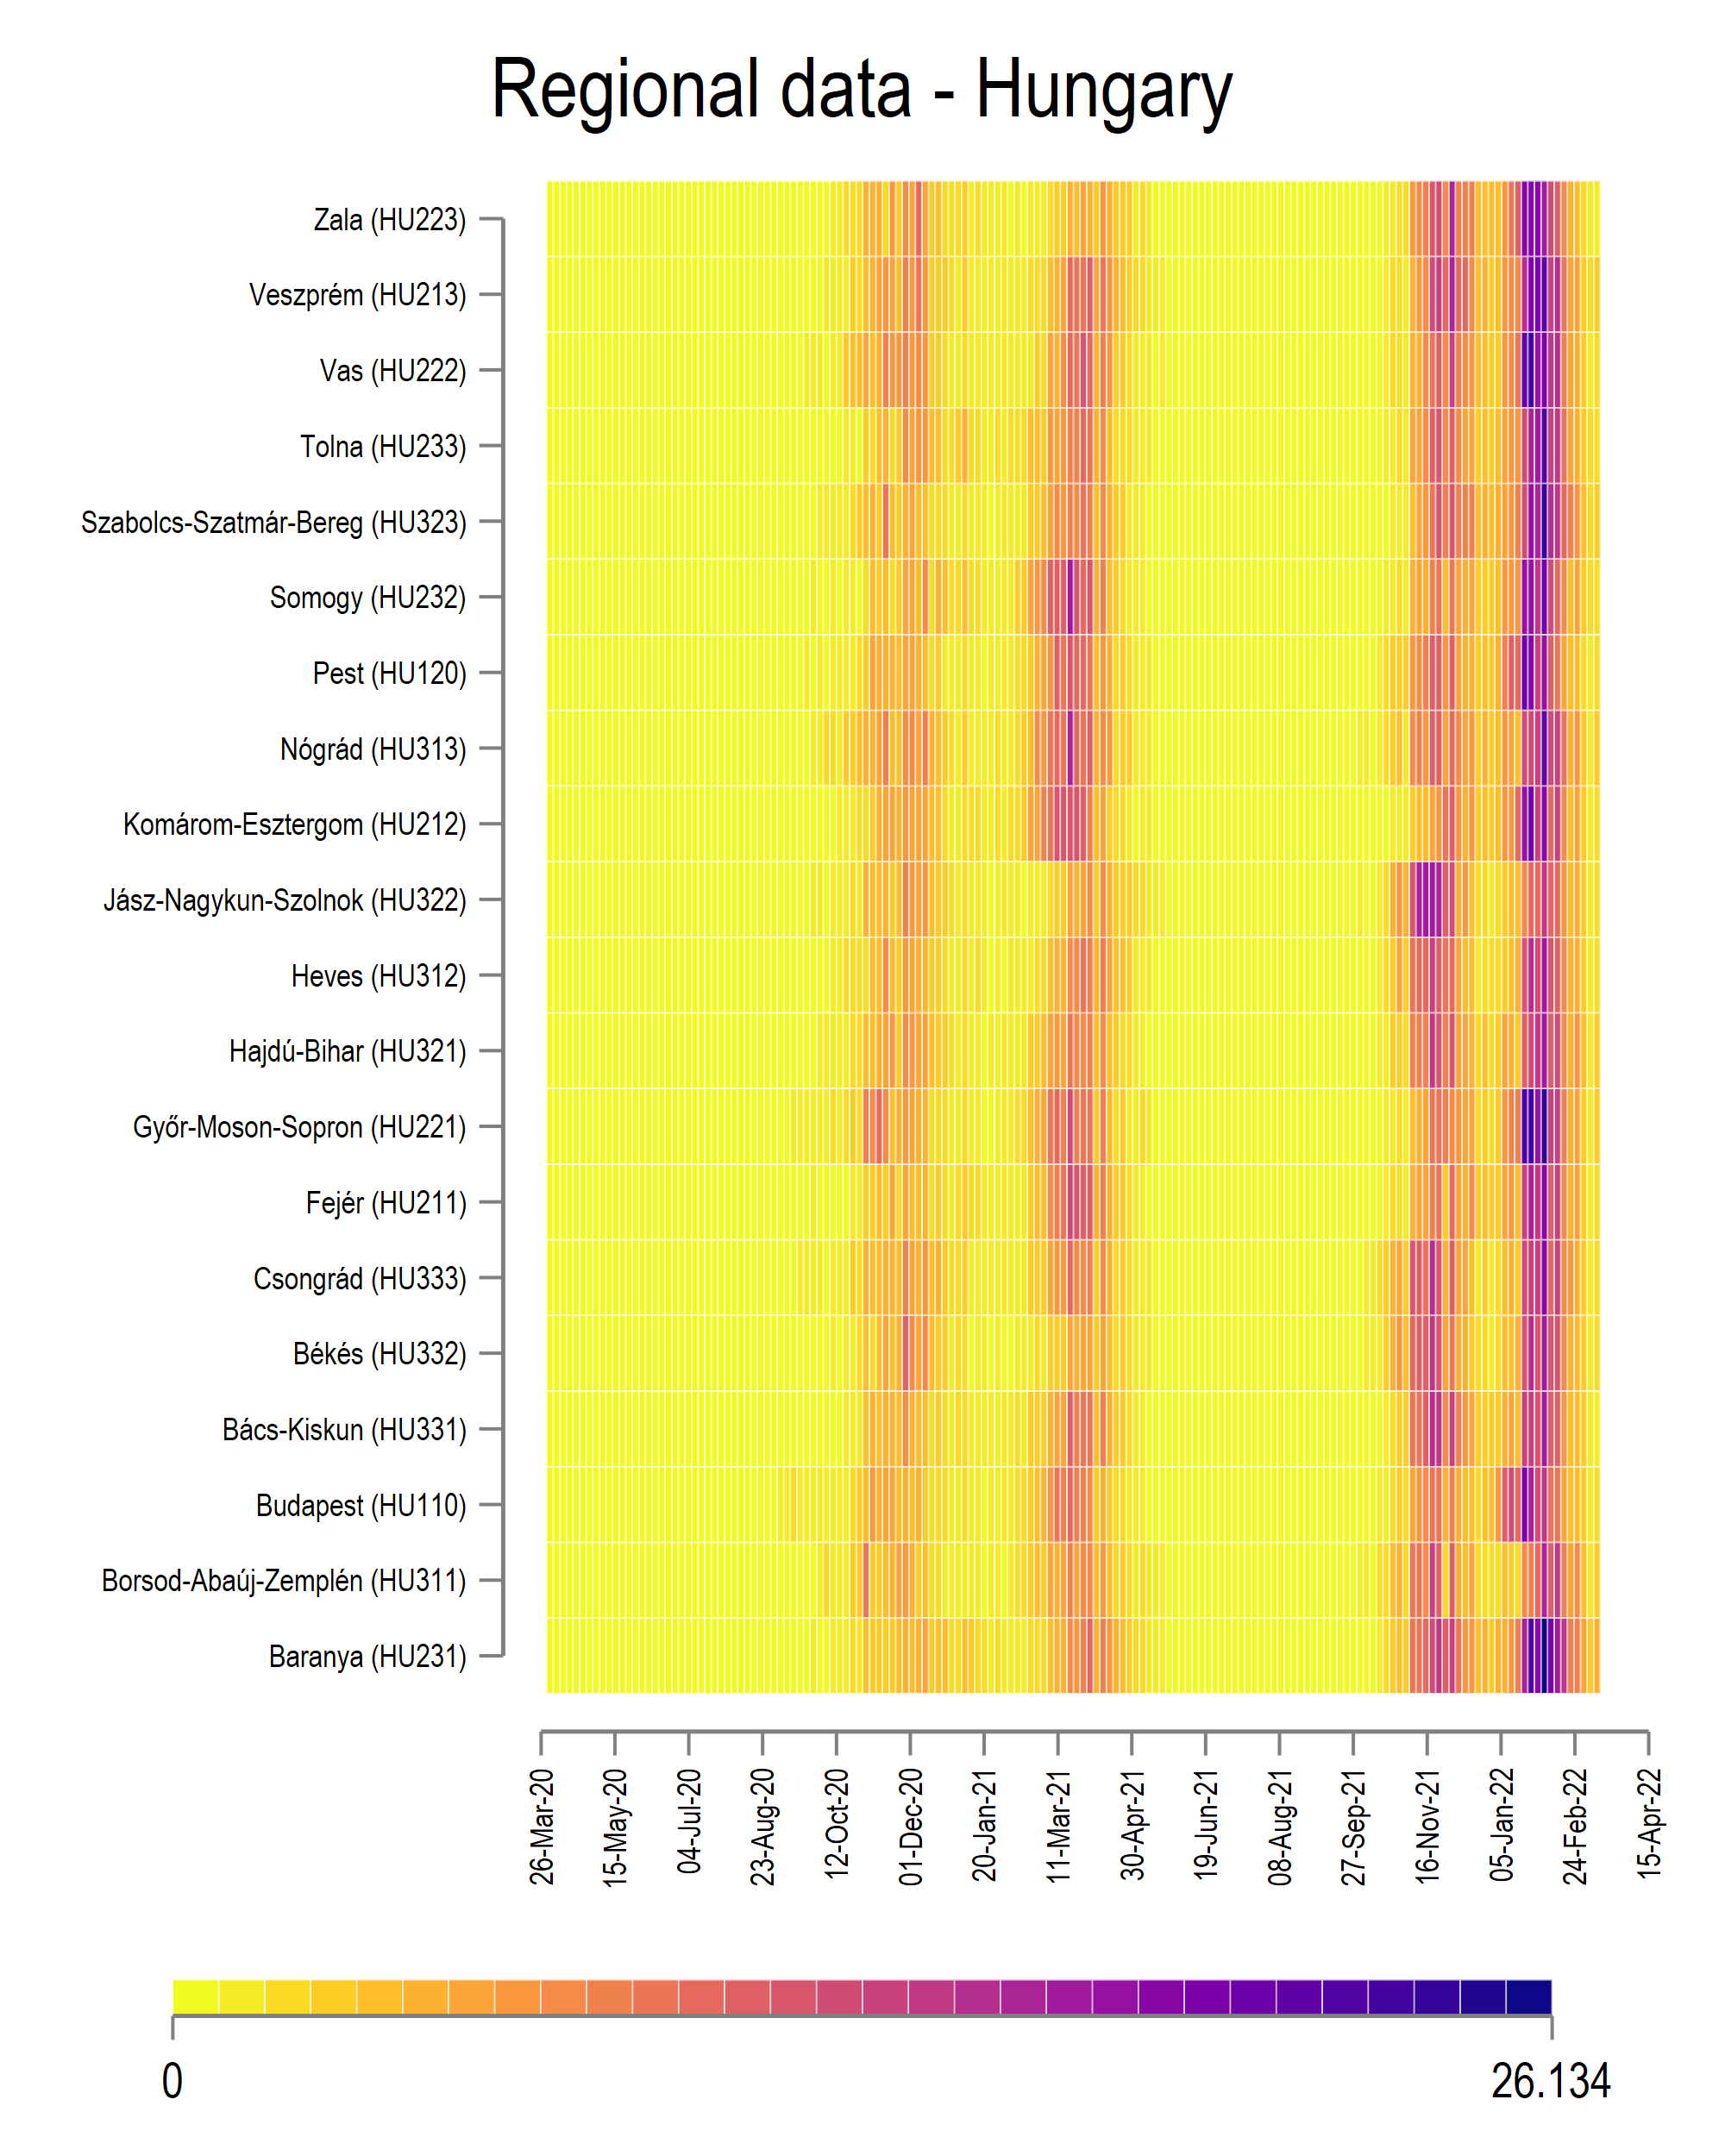 Regional data - Hungary
Zala (HU223)
Veszprém (HU213)
Vas (HU222)
Tolna (HU233)
Szabolcs-Szatmár-Bereg (HU323)
Somogy (HU232)
Pest (HU120)
Nógrád (HU313)
Komárom-Esztergom (HU212)
Jász-Nagykun-Szolnok (HU322)
Heves (HU312)
Hajdú-Bihar (HU321)
Győr-Moson-Sopron (HU221)
Fejér (HU211)
Csongrád (HU333)
Békés (HU332)
Bács-Kiskun (HU331)
Budapest (HU110)
Borsod-Abaúj-Zemplén (HU311)
Baranya (HU231)
26-Mar-20
15-May-20
04-Jul-20
23-Aug-20
12-Oct-20
01-Dec-20
20-Jan-21
11-Mar-21
30-Apr-21
19-Jun-21
08-Aug-21
27-Sep-21
16-Nov-21
05-Jan-22
24-Feb-22
15-Apr-22
0
26.134